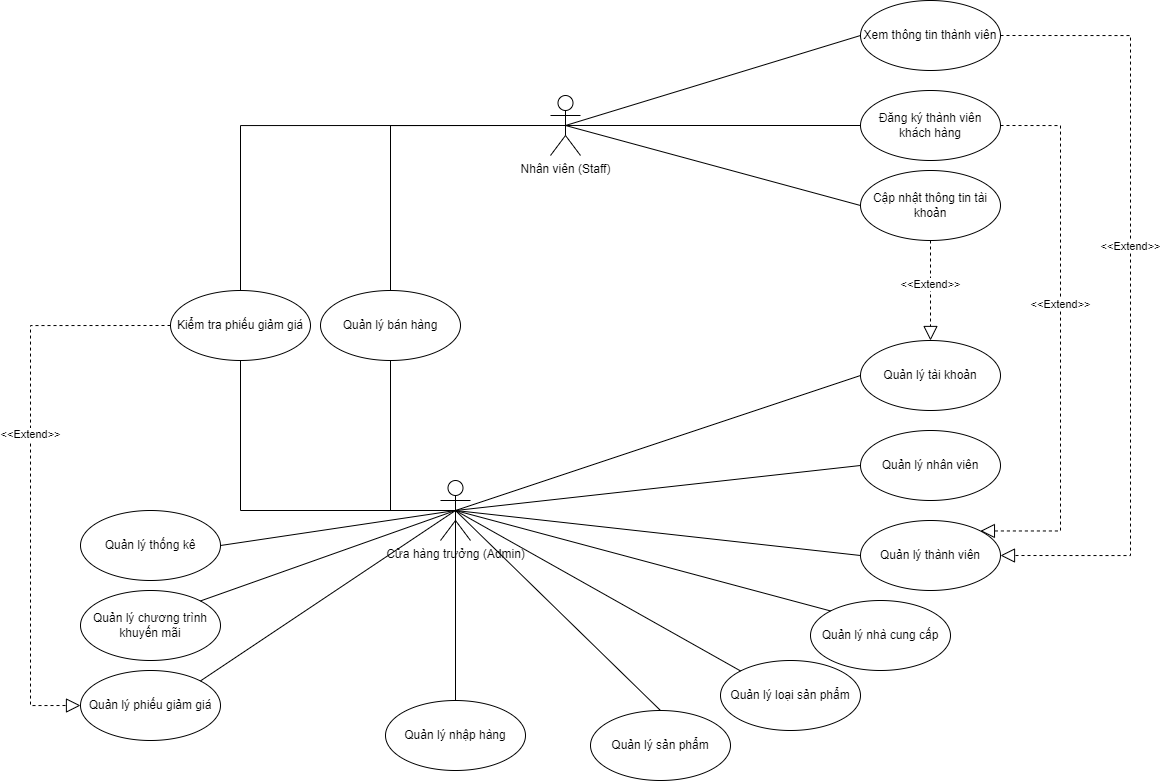 Xem thông tin thành viên
Đăng ký thành viên
khách hàng
Nhân viên (Staff)
Cập nhật thông tin tài
khoản
<<Extend>>
<<Extend>>
<<Extend>>
Kiểm tra phiếu giảm giá
Quản lý bán hàng
Quản lý tài khoản
<<Extend>>
Quản lý nhân viên
Quản lý thống kê
Cửa hàng trưởng (Admin)
Quản lý thành viên
Quản lý chương trình
khuyến mãi
Quản lý nhà cung cấp
Quản lý phiếu giảm giá
Quản lý loại sản phẩm
Quản lý nhập hàng
Quản lý sản phẩm